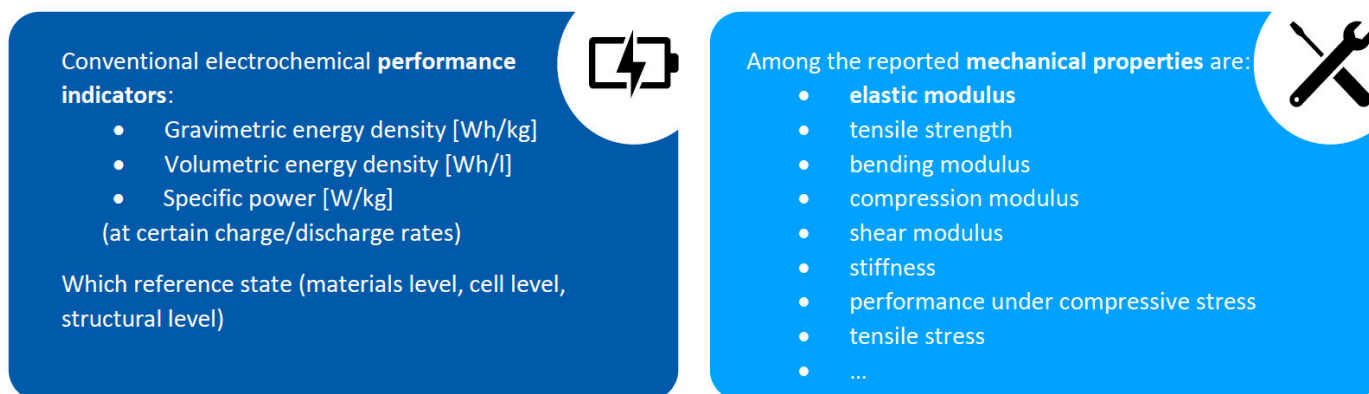 Conventional electrochemical performance
indicators:
• Gravimetric energy density [Wh/kg]
• Volumetric energy density [Wh/l]
• Specific power [W/kg]
(at certain charge/discharge rates)
Which reference state (materials level, cell level,
structural level)
Among the reported mechanical properties are:
• elastic modulus
• tensile strength
• bending modulus
• compression modulus
• shear modulus
• stiffness
• performance under compressive stress
• tensile stress
• ...